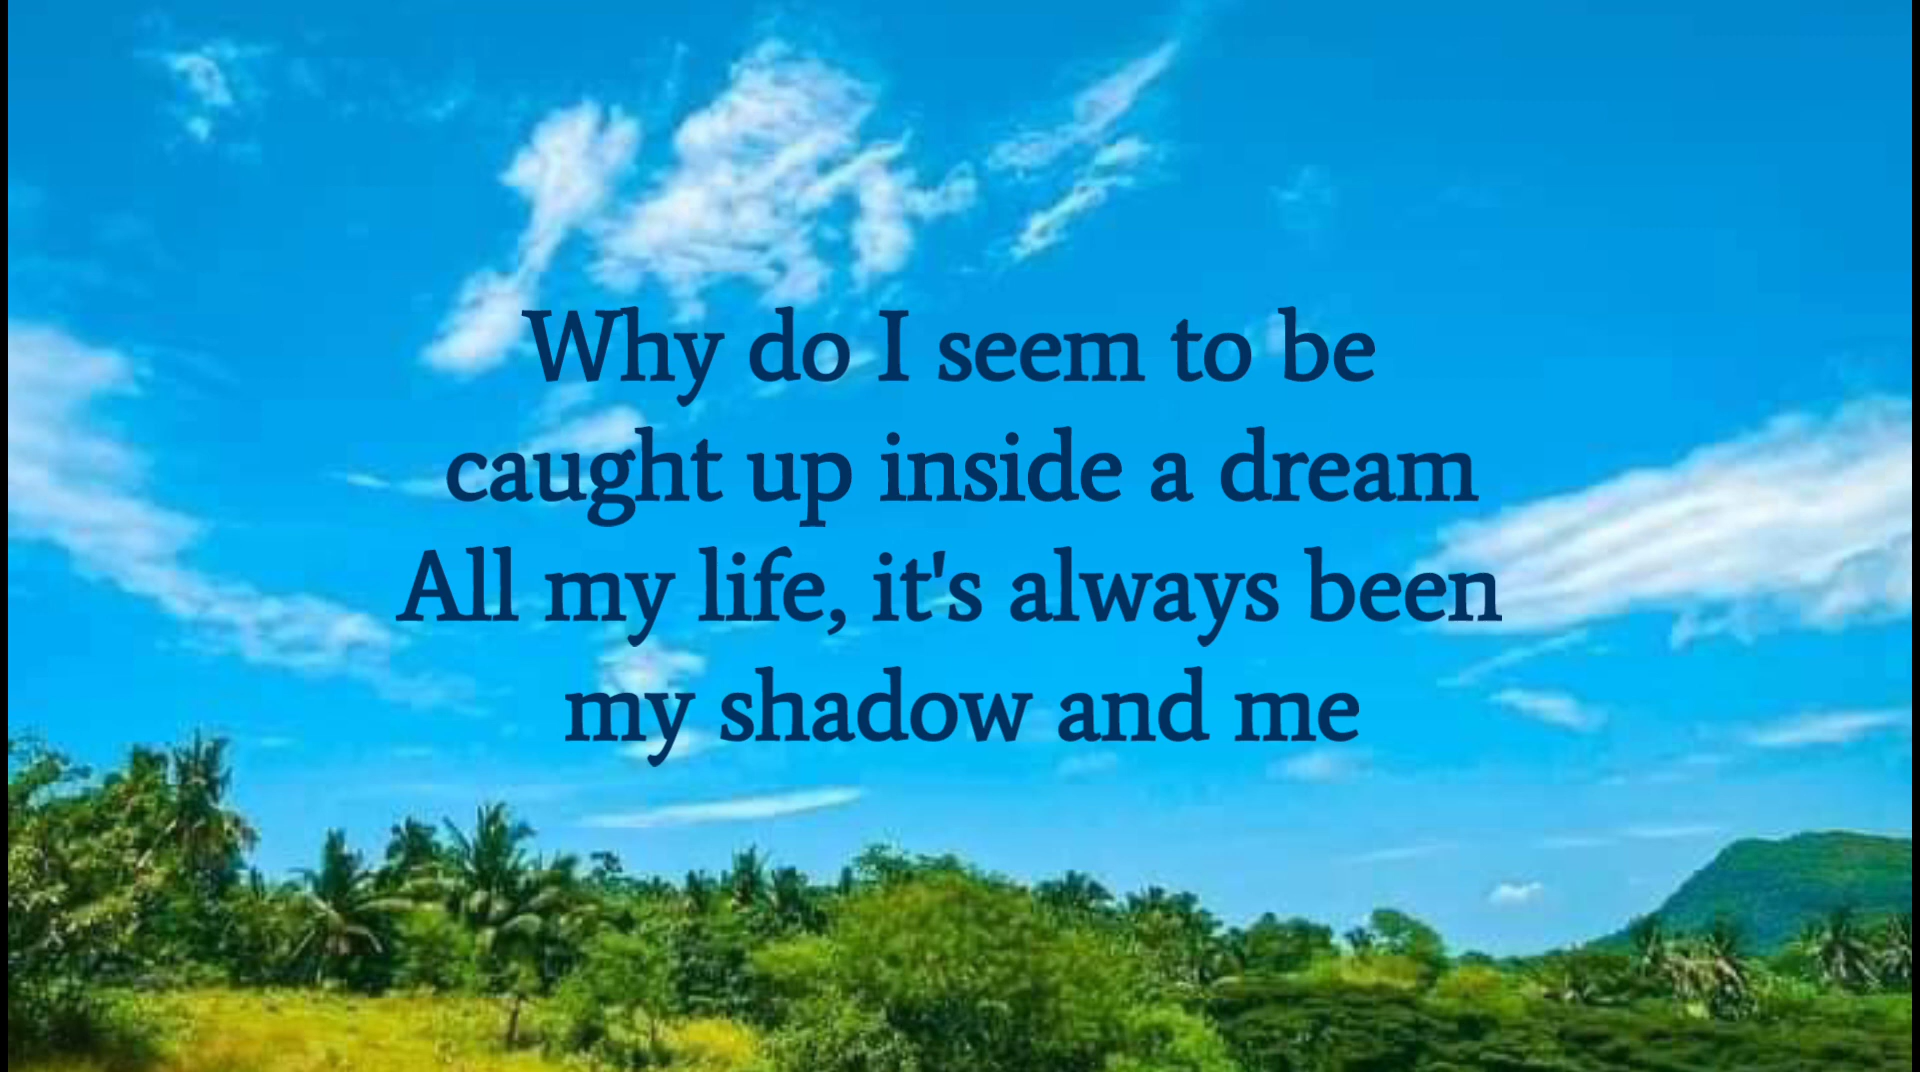 Why do I seem to be
caught up inside a dream
All my life, it's always been
my shadow and me